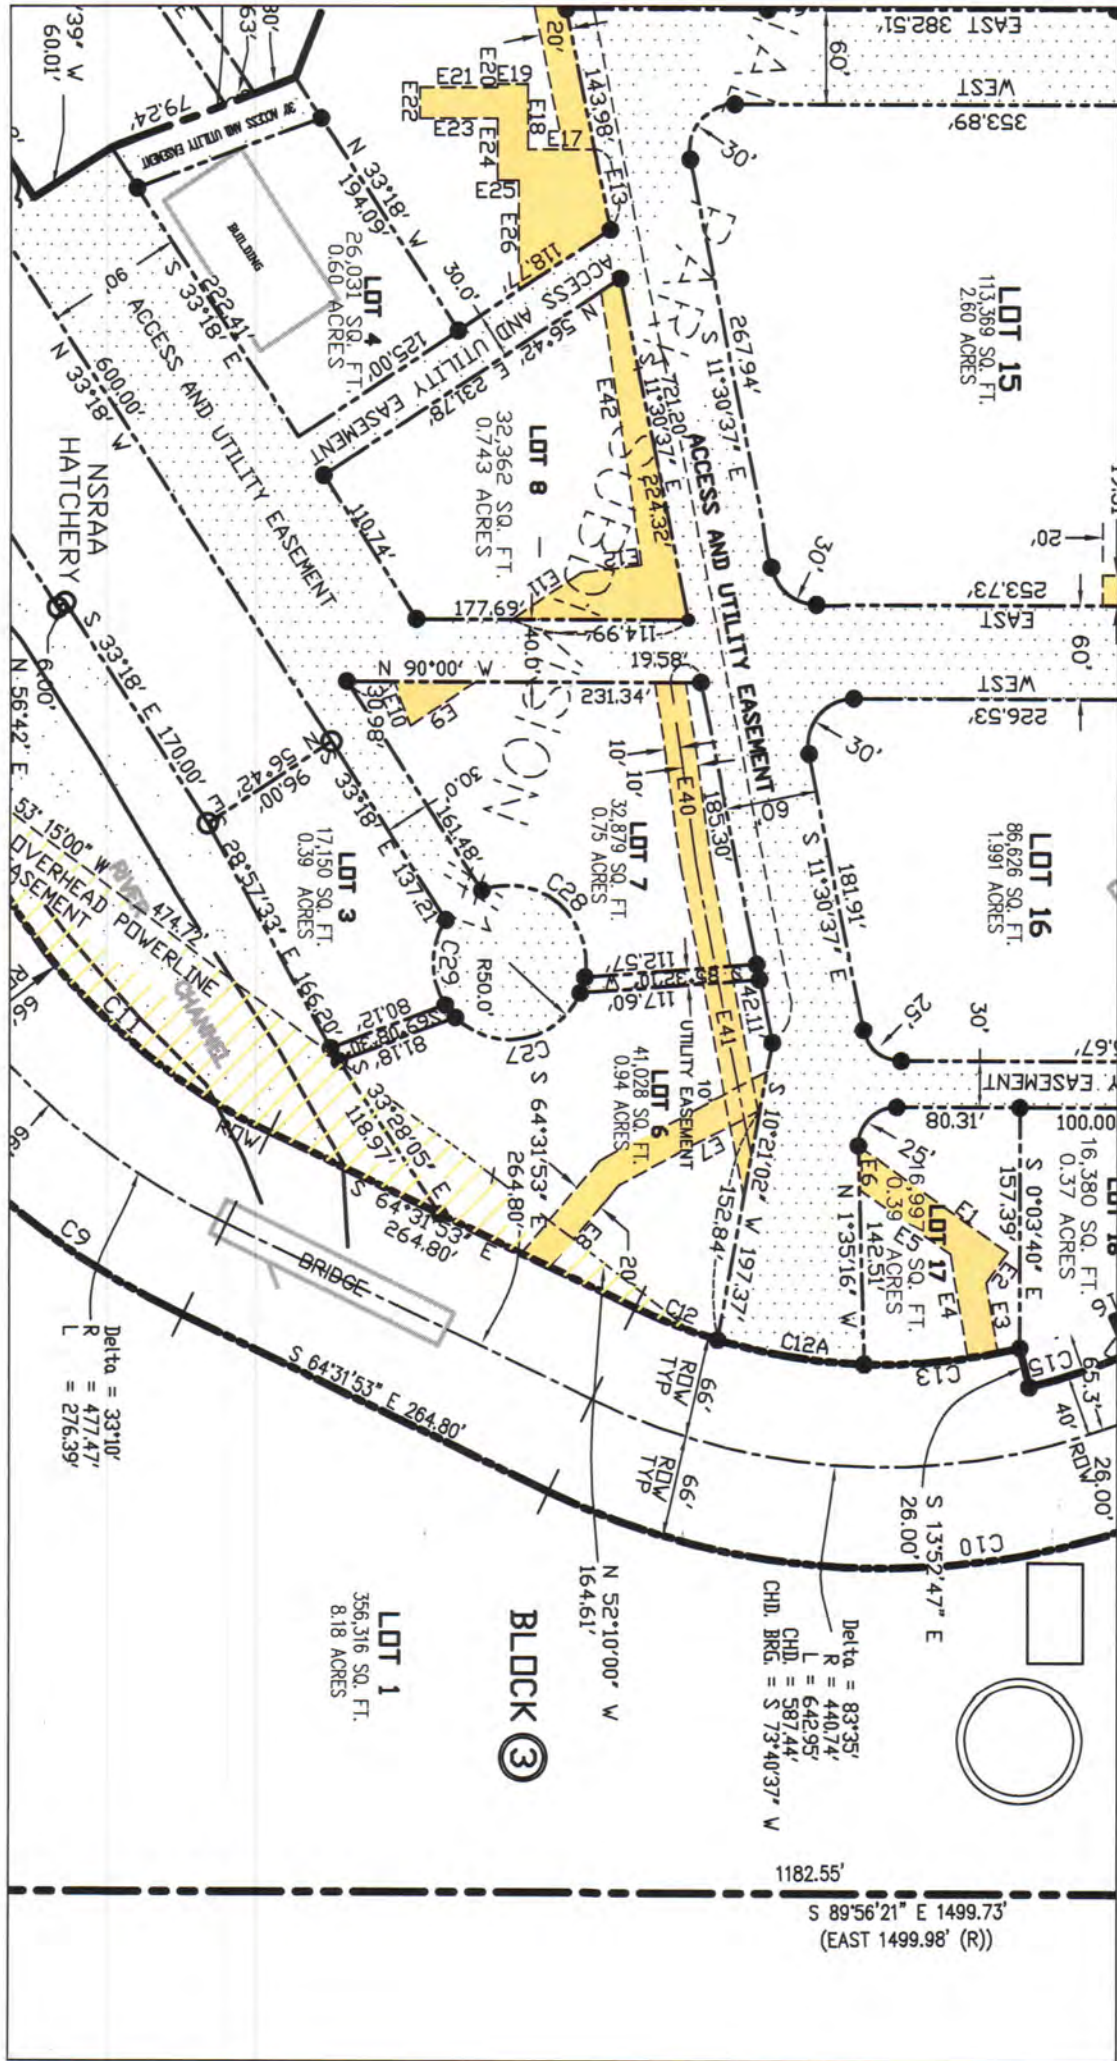 EAST 382.51'
60'
WEST
353.89'
30'
20'
143.98'
E13
E17
E18
E19
E20
E21
E22
E23
E24
E25
E26
118.77'
'39" W
60.01'
79.24'
30' ACCESS AND UTILITY EASEMENT
N 33°18' W
194.09'
BUILDING
LOT 4
26,031 SQ. FT.
0.60 ACRES
30.0'
125.00'
222.41'
S 33°18' E
90'
ACCESS AND UTILITY EASEMENT
600.00'
N 33°18' W
ACCESS AND UTILITY EASEMENT
N 56°42' E
231.78'
LOT 15
113,369 SQ. FT.
2.60 ACRES
267.94'
S 11°30'37" E
721.20'
S 11°30'37" E
224.32'
ACCESS AND UTILITY EASEMENT
E42
LOT 8
32,362 SQ. FT.
0.743 ACRES
SUBDIVISION
E12
E11
110.74'
177.69'
114.99'
40.0'
30'
20'
253.73'
EAST
60'
WEST
226.53'
30'
NSRAA
HATCHERY
6.00'
S 33°18' E 170.00'
N 56°42' E
N 90°00' W
19.58'
231.34'
30.98'
E10
E9
N 56°42'
96.00'
S 33°18' E 137.21'
30.0'
161.48'
10' 10'
E40
185.30'
60'
S 11°30'37" E
181.91'
LOT 16
86,626 SQ. FT.
1.991 ACRES
LOT 7
32,879 SQ. FT.
0.75 ACRES
LOT 3
17,150 SQ. FT.
0.39 ACRES
C28
C29
R50.0'
C27
112.57'
117.60'
42.11'
E41
UTILITY EASEMENT
10'
E7
LOT 6
41,028 SQ. FT.
0.94 ACRES
53°15'00" W 474.72'
OVERHEAD POWERLINE
EASEMENT
RIVER
CHANNEL
S 28°57'33" E 166.20'
80.12'
81.18'
S 33°28'05" E
118.97'
C11
66'
ROW
S 64°31'53" E
264.80'
S 64°31'53" E
264.80'
E8
20'
25'
30'
EASEMENT
80.31'
100.00
25'
E6
S 10°21'02" W 197.37'
152.84'
N 1°35'16" W
142.51'
LOT 17
16,991 SQ. FT.
0.39 ACRES
E5
E4
E1
E2
E3
S 0°03'40" E
157.39'
LOT 18
16,380 SQ. FT.
0.37 ACRES
C12
C12A
C13
C15
65.3'
40' ROW
26.00'
C9
BRIDGE
66'
ROW
TYP
66'
ROW
TYP
Delta = 33°10'
R = 477.47'
L = 276.39'
S 64°31'53" E 264.80'
C10
S 13°52'47" E
26.00'
N 52°10'00" W
164.61'
Delta = 83°35'
R = 440.74'
L = 642.95'
CHD. = 587.44'
CHD. BRG. = S 73°40'37" W
LOT 1
356,316 SQ. FT.
8.18 ACRES
BLOCK 3
1182.55'
S 89°56'21" E 1499.73'
(EAST 1499.98' (R))